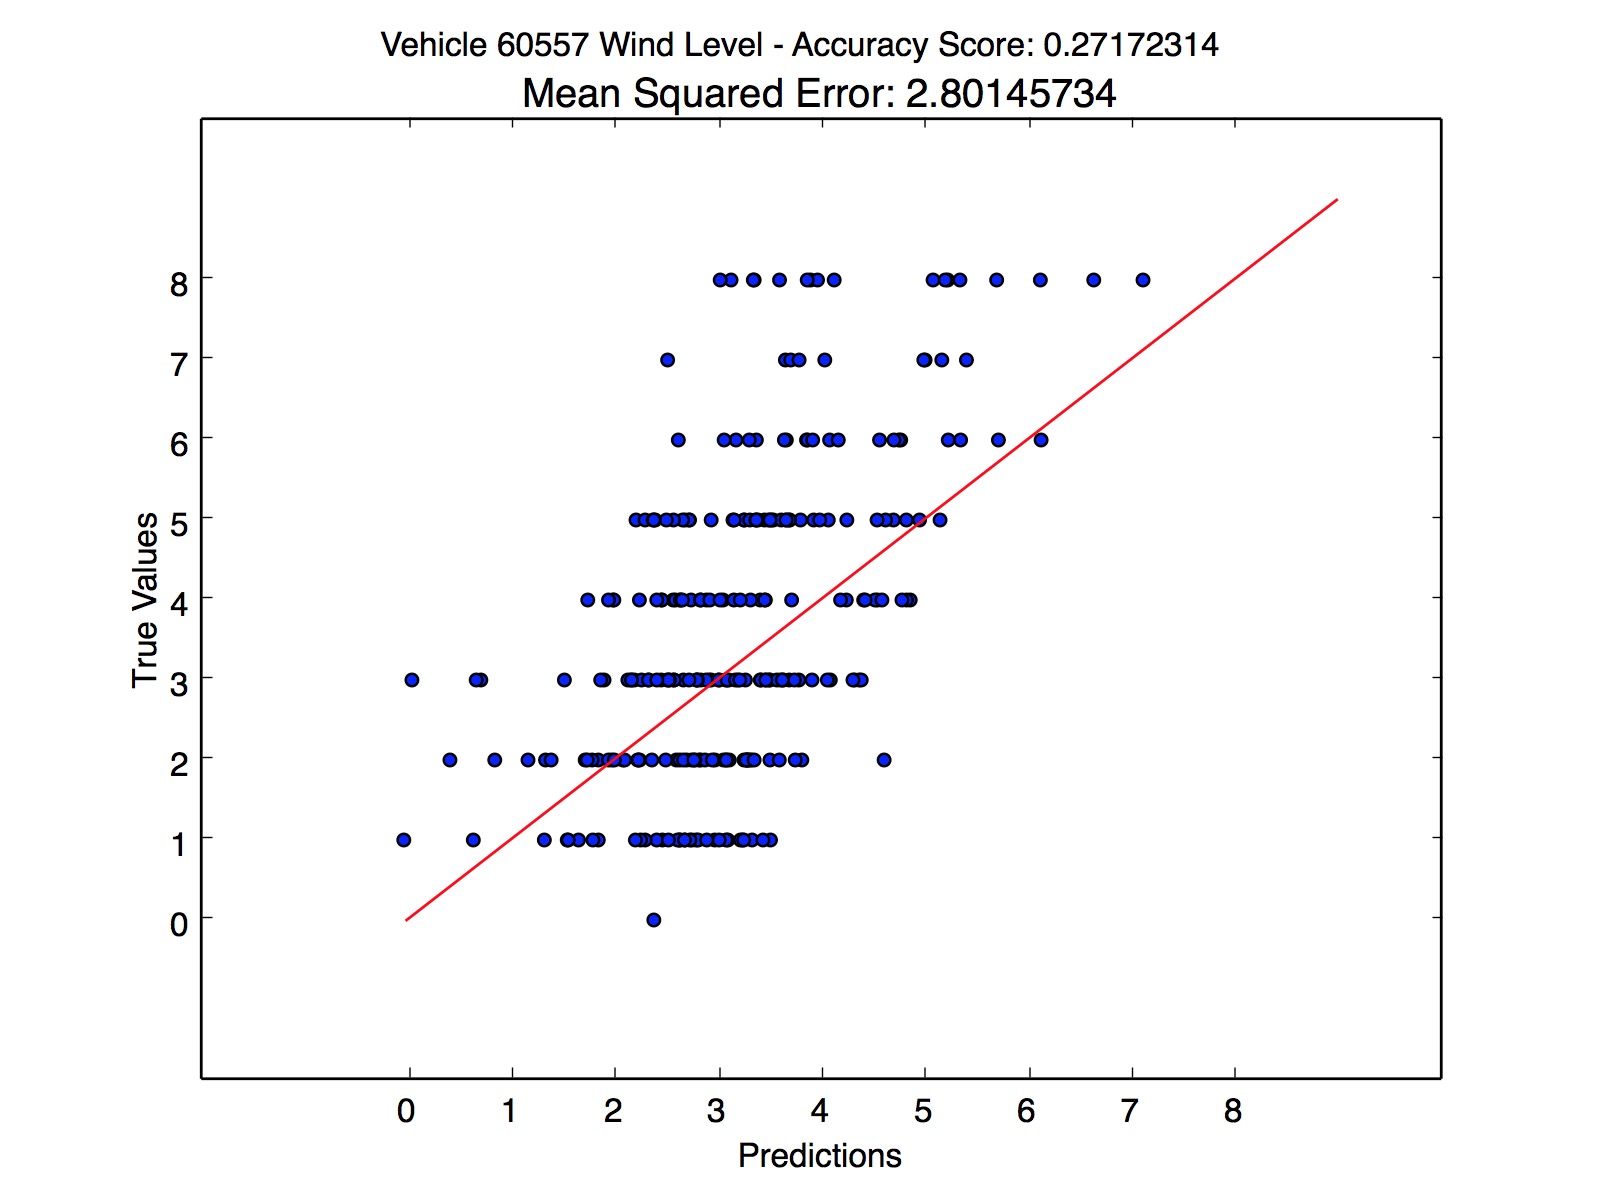 Vehicle 60557 Wind Level - Accuracy Score: 0.27172314
Mean Squared Error: 2.80145734
8
7
6
5
4
3
2
1
0
True Values
0 1 2 3 4 5 6 7 8
Predictions